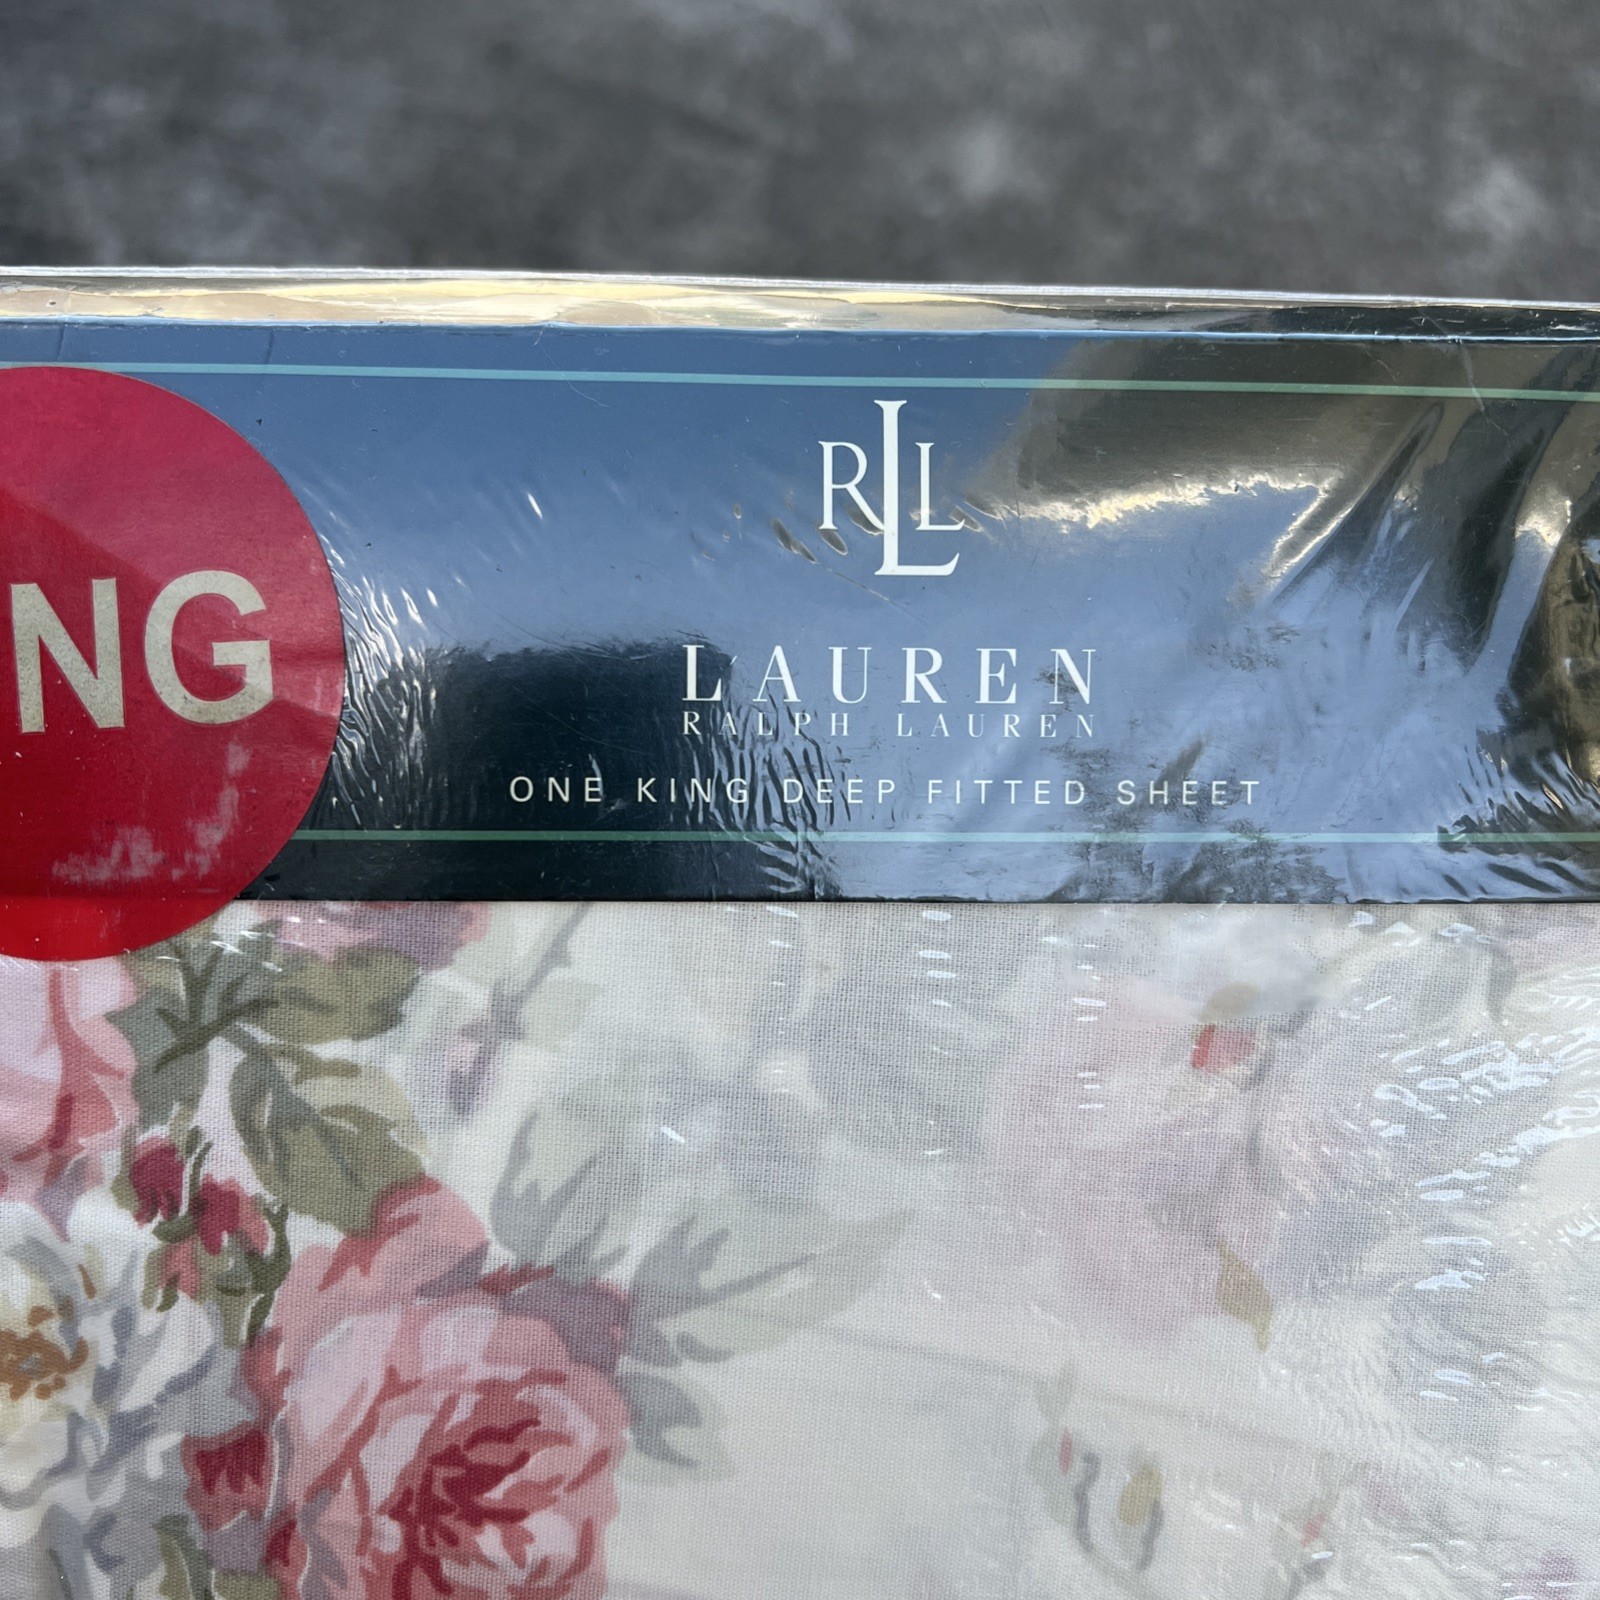 RLL
LAUREN
RALPH LAUREN
ONE KING DEEP FITTED SHEET
NG